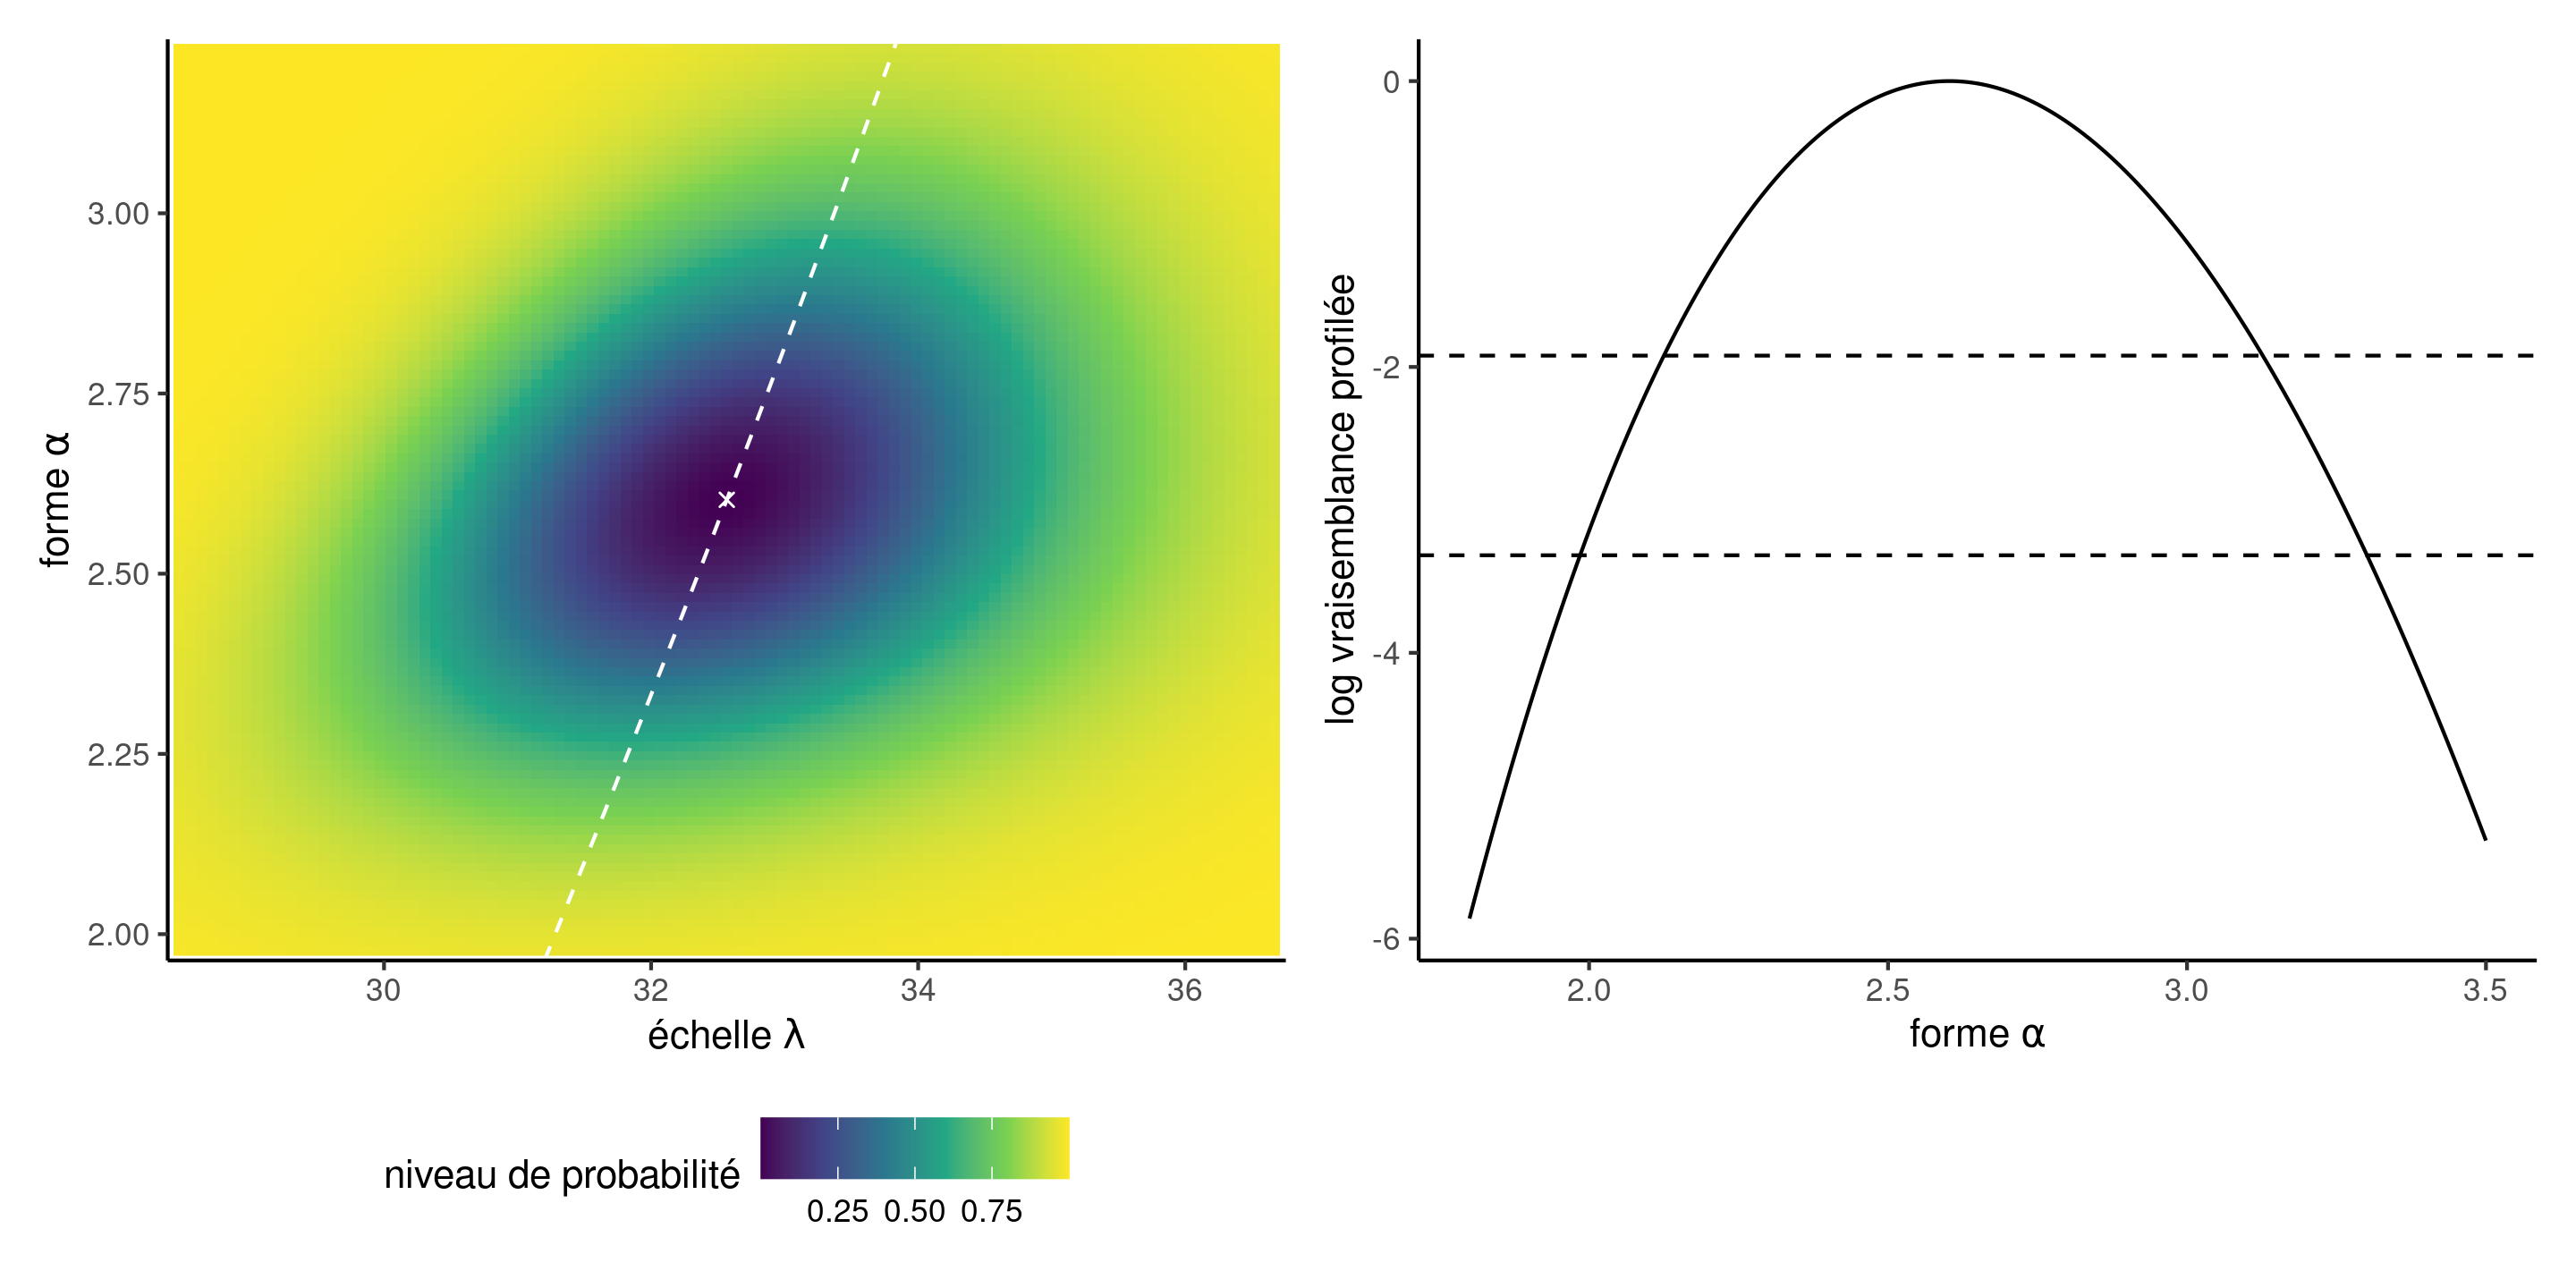 forme α
3.00
2.75
2.50
2.25
2.00
30 32 34 36
échelle λ
niveau de probabilité
0.25 0.50 0.75
log vraisemblance profilée
0
-2
-4
-6
2.0 2.5 3.0 3.5
forme α